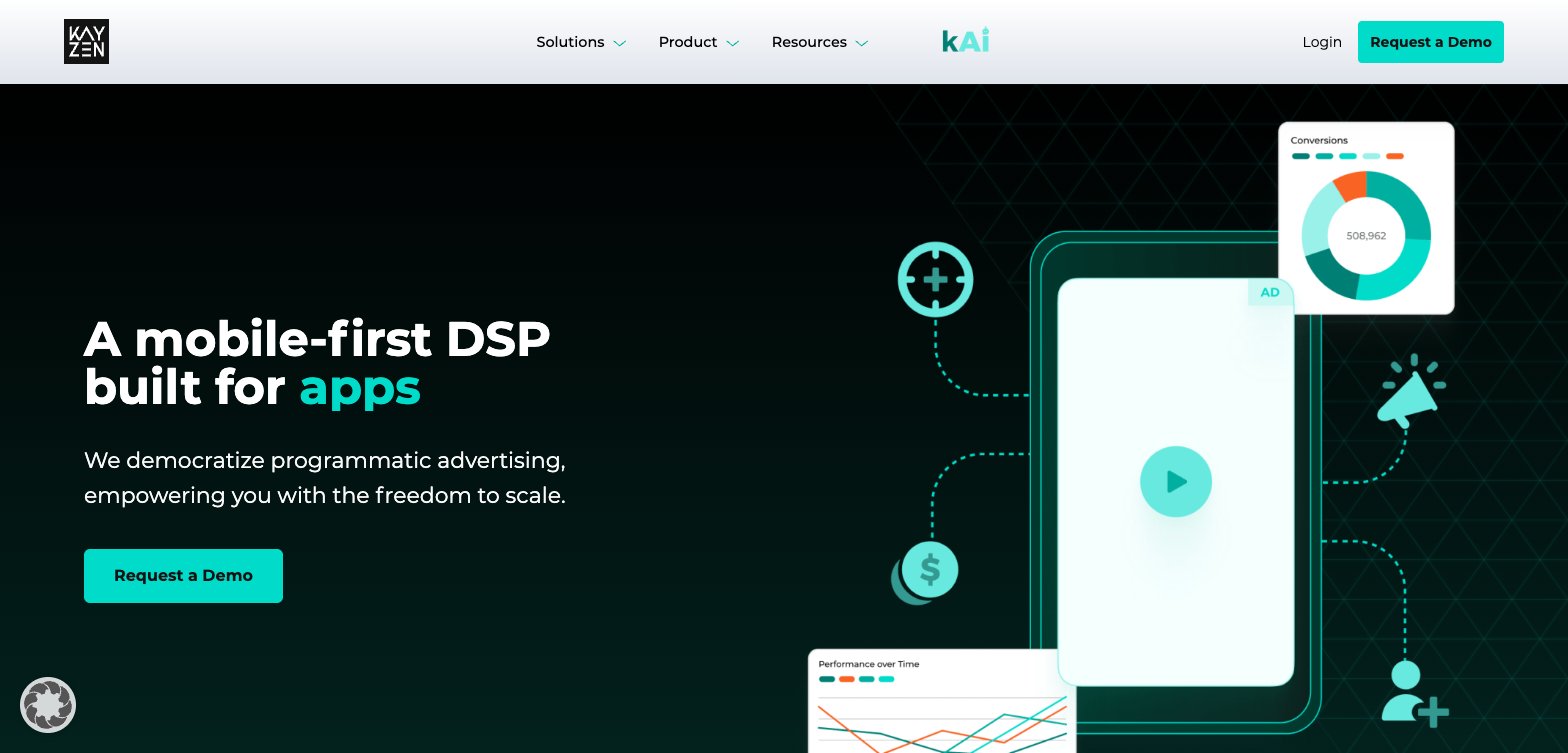 KAY
ZEN
Solutions
Product
Resources
kAi
Login
Request a Demo
Conversions
508,962
AD
A mobile-first DSP
built for apps
We democratize programmatic advertising,
empowering you with the freedom to scale.
Request a Demo
$
Performance over Time